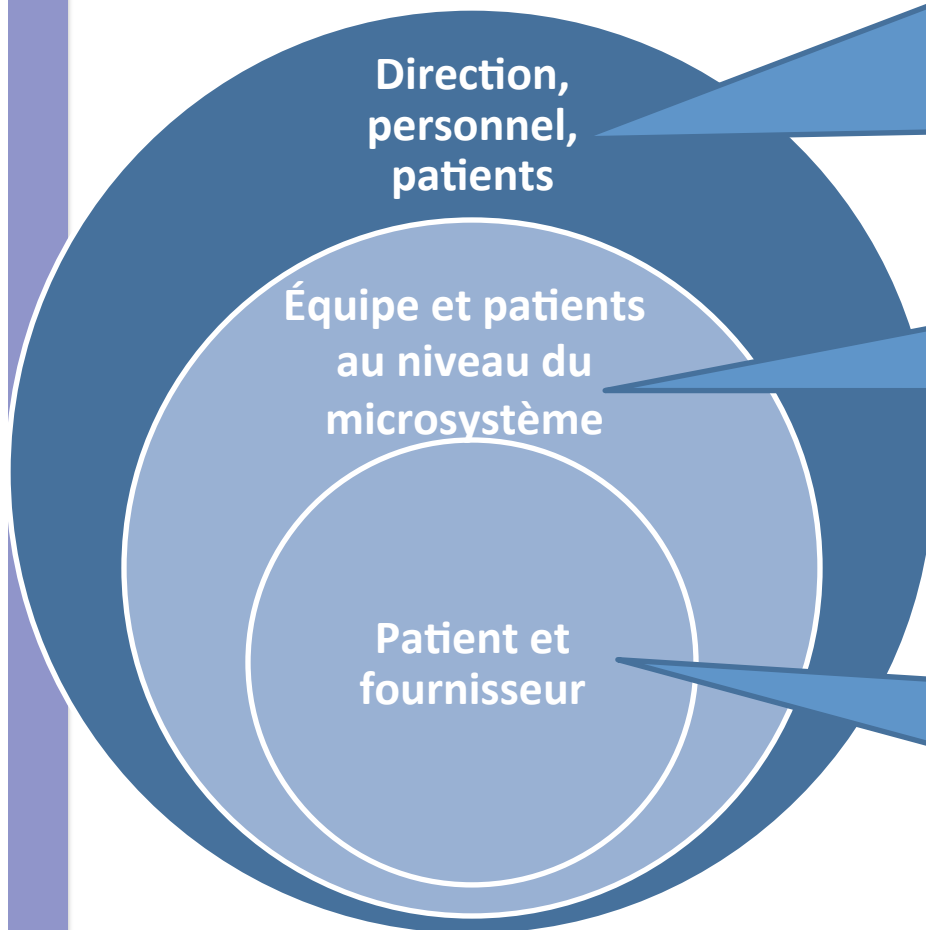 Direction,
personnel,
patients
Équipe et patients
au niveau du
microsystème
Patient et
fournisseur